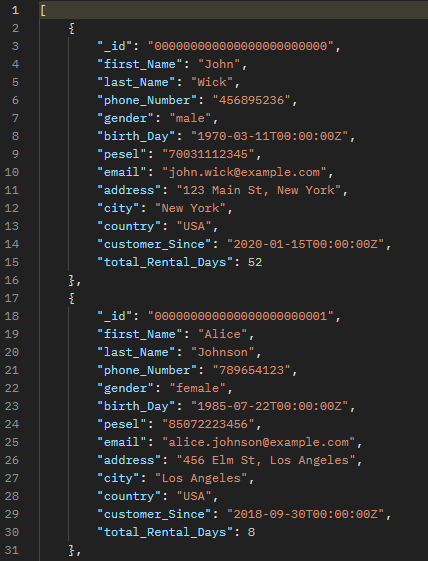 1 [
2 {
3 "_id": "000000000000000000000000",
4 "first_Name": "John",
5 "last_Name": "Wick",
6 "phone_Number": "456895236",
7 "gender": "male",
8 "birth_Day": "1970-03-11T00:00:00Z",
9 "pesel": "70031112345",
10 "email": "john.wick@example.com",
11 "address": "123 Main St, New York",
12 "city": "New York",
13 "country": "USA",
14 "customer_Since": "2020-01-15T00:00:00Z",
15 "total_Rental_Days": 52
16 },
17 {
18 "_id": "000000000000000000000001",
19 "first_Name": "Alice",
20 "last_Name": "Johnson",
21 "phone_Number": "789654123",
22 "gender": "female",
23 "birth_Day": "1985-07-22T00:00:00Z",
24 "pesel": "85072223456",
25 "email": "alice.johnson@example.com",
26 "address": "456 Elm St, Los Angeles",
27 "city": "Los Angeles",
28 "country": "USA",
29 "customer_Since": "2018-09-30T00:00:00Z",
30 "total_Rental_Days": 8
31 },